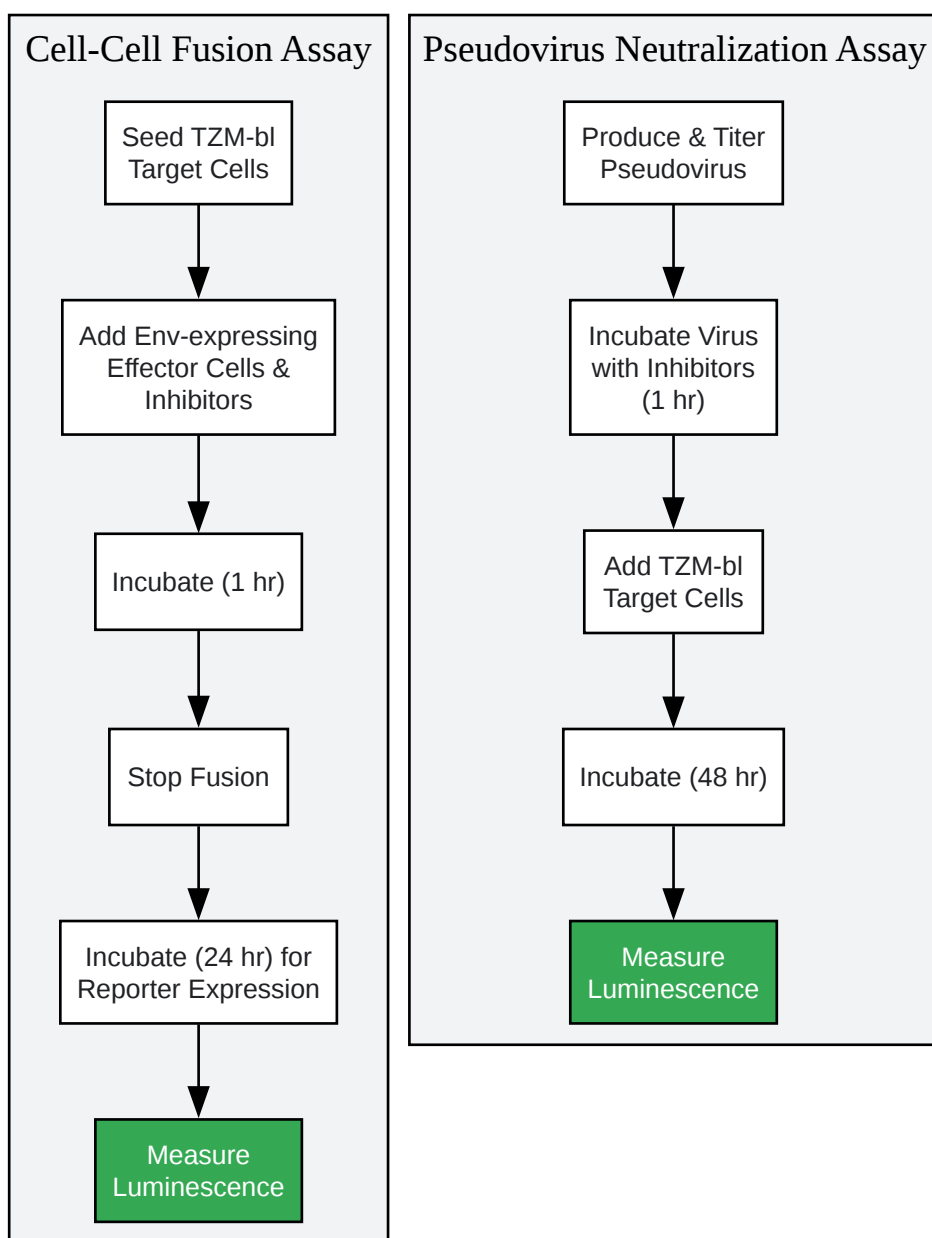 Cell-Cell Fusion Assay
Seed TZM-bl
Target Cells
Add Env-expressing
Effector Cells &
Inhibitors
Incubate (1 hr)
Stop Fusion
Incubate (24 hr) for
Reporter Expression
Measure
Luminescence
Pseudovirus Neutralization Assay
Produce & Titer
Pseudovirus
Incubate Virus
with Inhibitors
(1 hr)
Add TZM-bl
Target Cells
Incubate (48 hr)
Measure
Luminescence